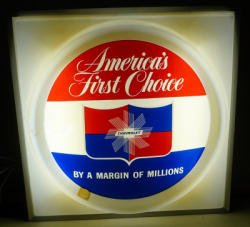 America's
First Choice
CHEVROLET
BY A MARGIN OF MILLIONS